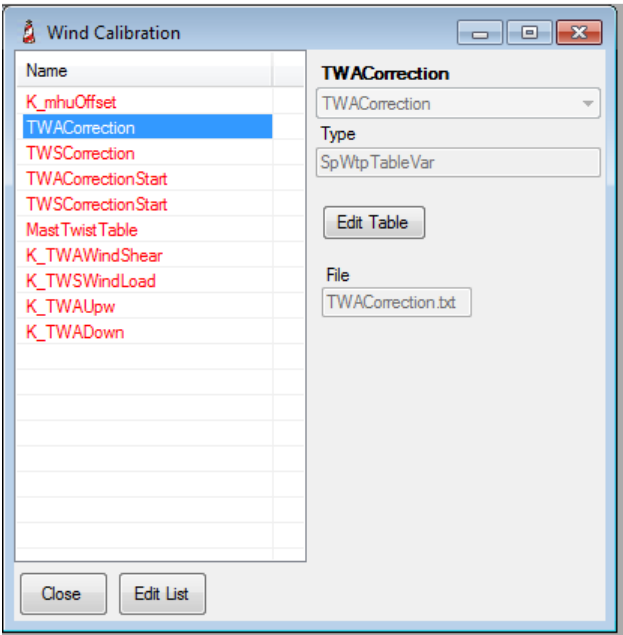 Wind Calibration
Name
K_mhuOffset
TWACorrection
TWSCorrection
TWACorrectionStart
TWSCorrectionStart
MastTwistTable
K_TWAWindShear
K_TWSWindLoad
K_TWAUpw
K_TWADown
TWACorrection
TWACorrection
Type
SpWtpTableVar
Edit Table
File
TWACorrection.txt
Close
Edit List